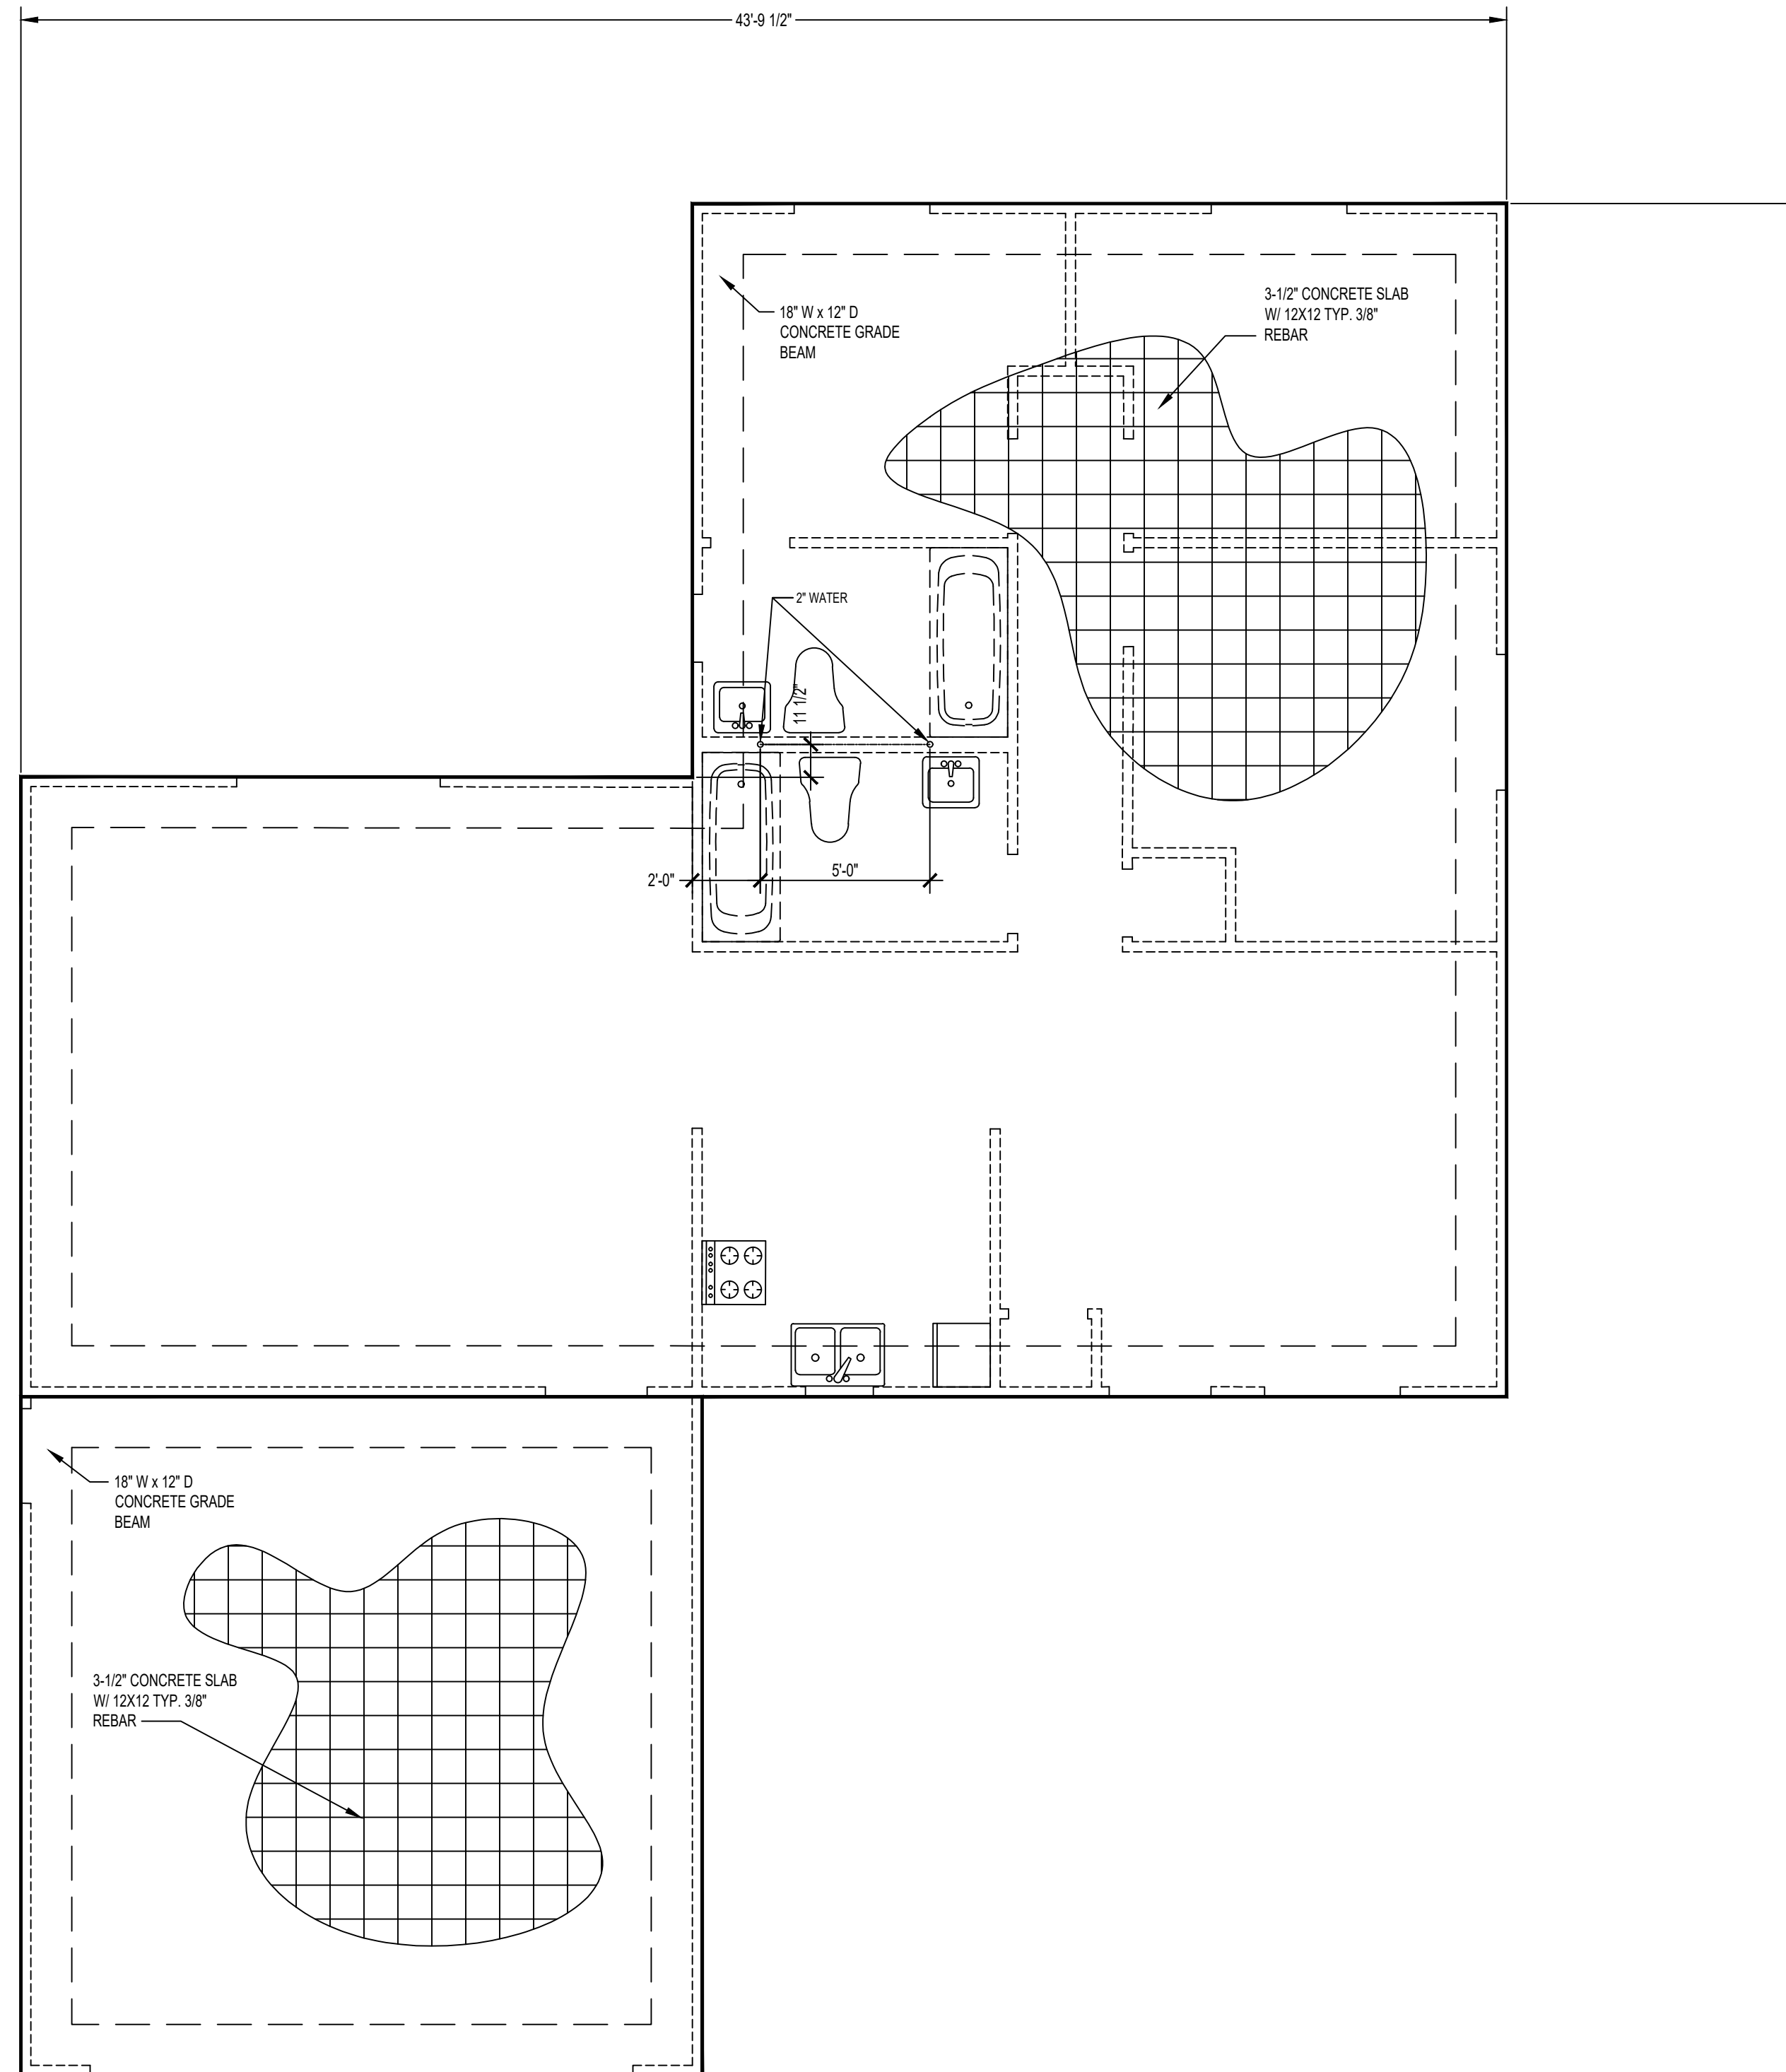 43'-9 1/2"
3-1/2" CONCRETE SLAB
W/ 12X12 TYP. 3/8"
REBAR
18" W x 12" D
CONCRETE GRADE
BEAM
2" WATER
11 1/2"
2'-0"
5'-0"
18" W x 12" D
CONCRETE GRADE
BEAM
3-1/2" CONCRETE SLAB
W/ 12X12 TYP. 3/8"
REBAR